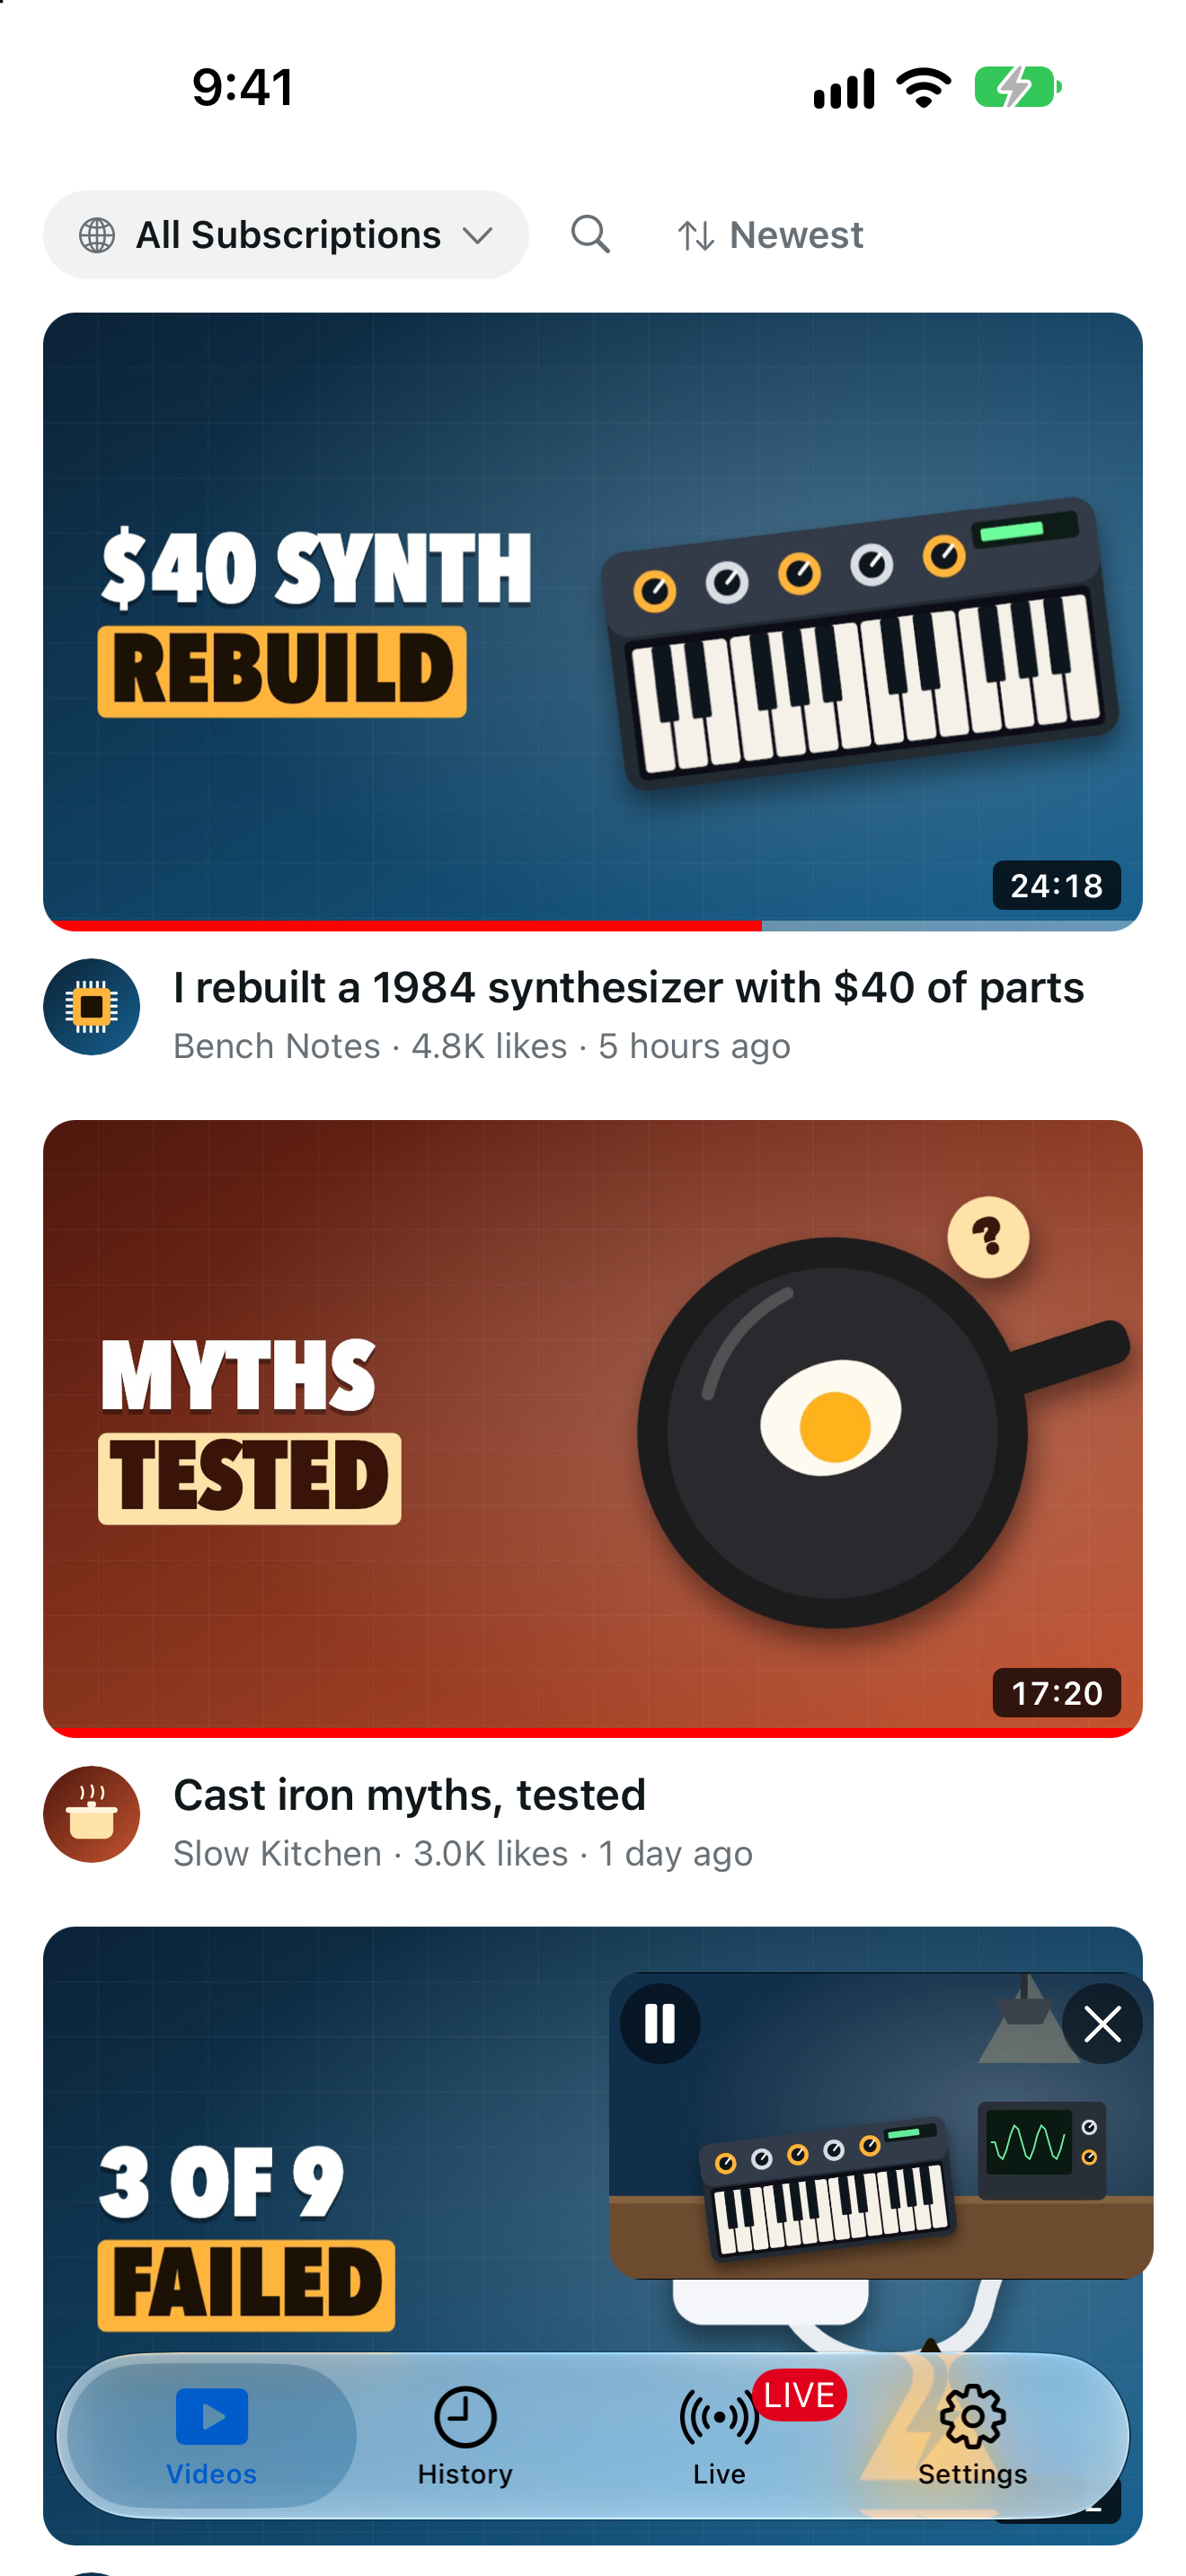 9:41
All Subscriptions
Newest
$40 SYNTH
REBUILD
24:18
I rebuilt a 1984 synthesizer with $40 of parts
Bench Notes · 4.8K likes · 5 hours ago
?
MYTHS
TESTED
17:20
Cast iron myths, tested
Slow Kitchen · 3.0K likes · 1 day ago
3 OF 9
FAILED
LIVE
Videos
History
Live
Settings